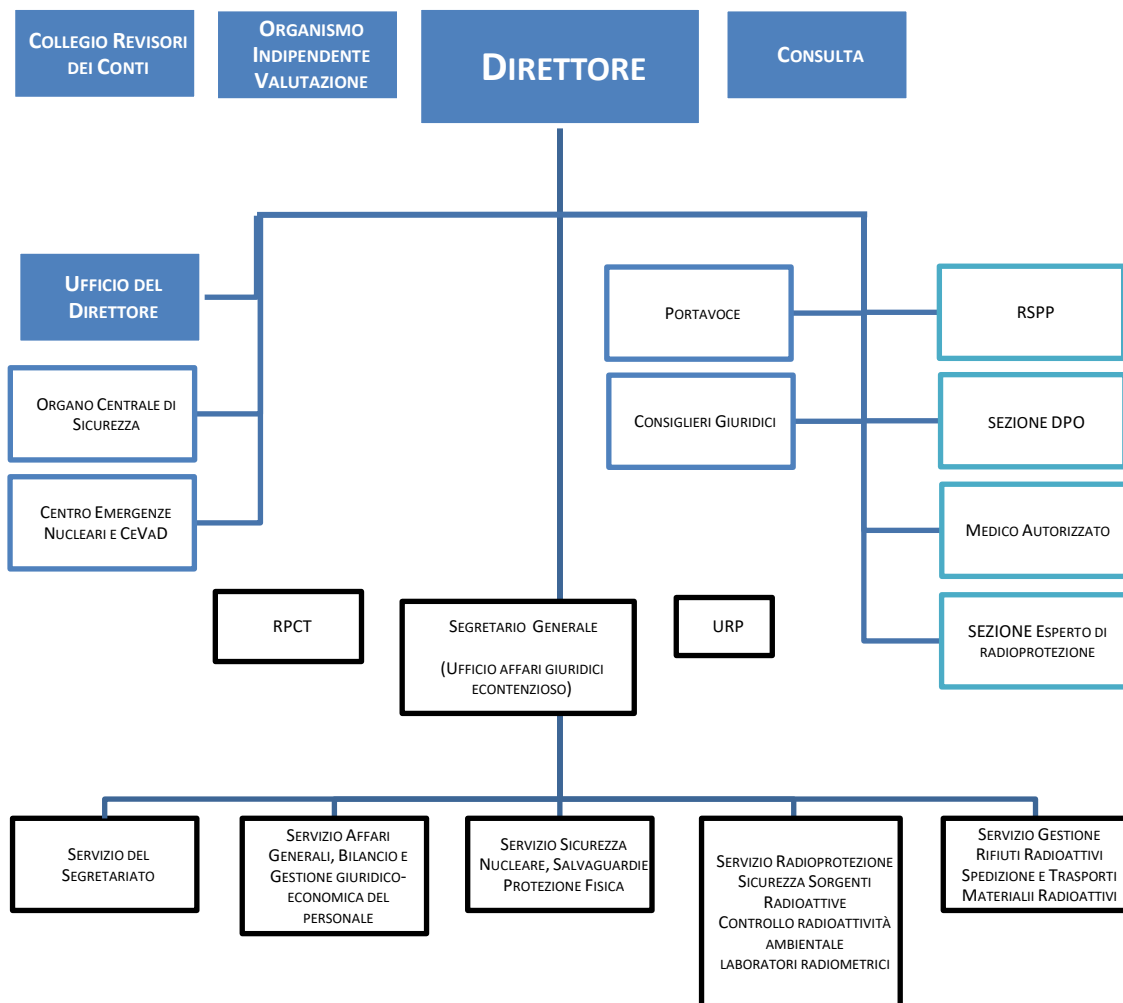 COLLEGIO REVISORI
DEI CONTI
ORGANISMO
INDIPENDENTE
VALUTAZIONE
DIRETTORE
CONSULTA
UFFICIO DEL
DIRETTORE
PORTAVOCE
RSPP
ORGANO CENTRALE DI
SICUREZZA
CONSIGLIERI GIURIDICI
SEZIONE DPO
CENTRO EMERGENZE
NUCLEARI E CEVAD
MEDICO AUTORIZZATO
RPCT
SEGRETARIO GENERALE
(UFFICIO AFFARI GIURIDICI
ECONTENZIOSO)
URP
SEZIONE ESPERTO DI
RADIOPROTEZIONE
SERVIZIO DEL
SEGRETARIATO
SERVIZIO AFFARI
GENERALI, BILANCIO E
GESTIONE GIURIDICO-
ECONOMICA DEL
PERSONALE
SERVIZIO SICUREZZA
NUCLEARE, SALVAGUARDIE
PROTEZIONE FISICA
SERVIZIO RADIOPROTEZIONE
SICUREZZA SORGENTI
RADIOATTIVE
CONTROLLO RADIOATTIVITÀ
AMBIENTALE
LABORATORI RADIOMETRICI
SERVIZIO GESTIONE
RIFIUTI RADIOATTIVI
SPEDIZIONE E TRASPORTI
MATERIALII RADIOATTIVI